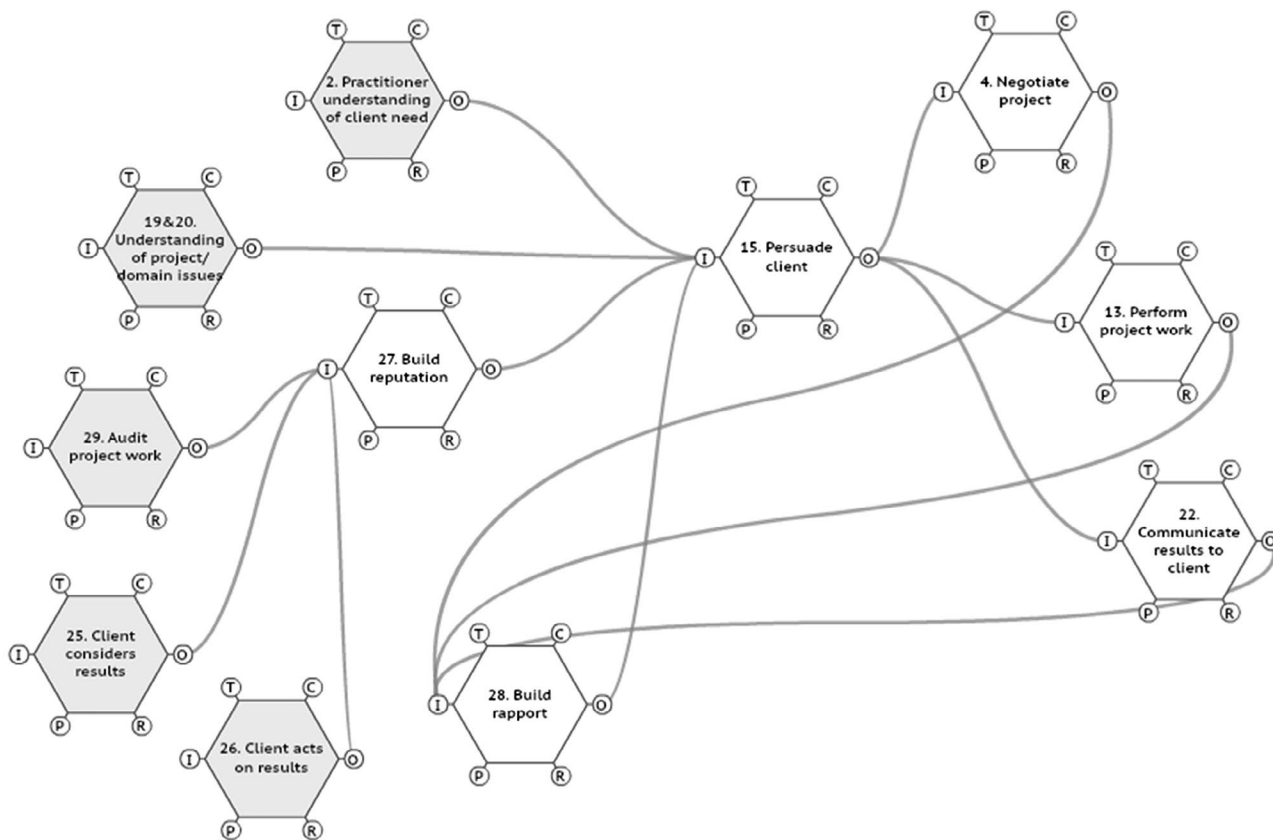 T
C
2. Practitioner
understanding
of client need
I
O
P
R
T
C
4. Negotiate
project
I
O
P
R
T
C
19&20.
Understanding
of project/
domain issues
I
O
P
R
T
C
15. Persuade
client
I
O
P
R
T
C
13. Perform
project work
I
O
P
R
T
C
27. Build
reputation
I
O
P
R
T
C
29. Audit
project work
I
O
P
R
T
C
22.
Communicate
results to
client
I
O
P
R
T
C
25. Client
considers
results
I
O
P
R
T
C
28. Build
rapport
I
O
P
R
T
C
26. Client acts
on results
I
O
P
R